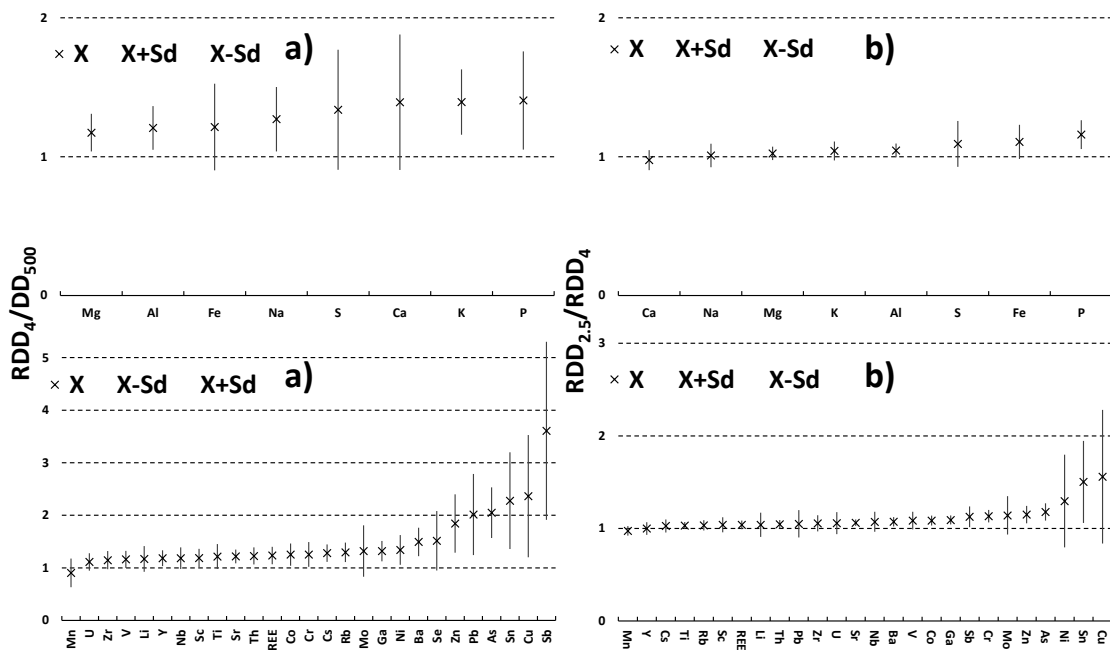 RDD4/DD500
2
× X X+Sd X-Sd a)
1
0
Mg Al Fe Na S Ca K P
5
× X X-Sd X+Sd a)
4
3
2
1
0
Mn U Zr V Li Y Nb Sc Ti Sr Th REE Co Cr Cs Rb Mo Ga Ni Ba Se Zn Pb As Sn Cu Sb
RDD2.5/RDD4
2
× X X+Sd X-Sd b)
1
0
Ca Na Mg K Al S Fe P
3
× X X+Sd X-Sd b)
2
1
0
Mn Y Cs Ti Rb Sc REE Li Th Pb Zr U Sr Nb Ba V Co Ga Sb Cr Mo Zn As Ni Sn Cu